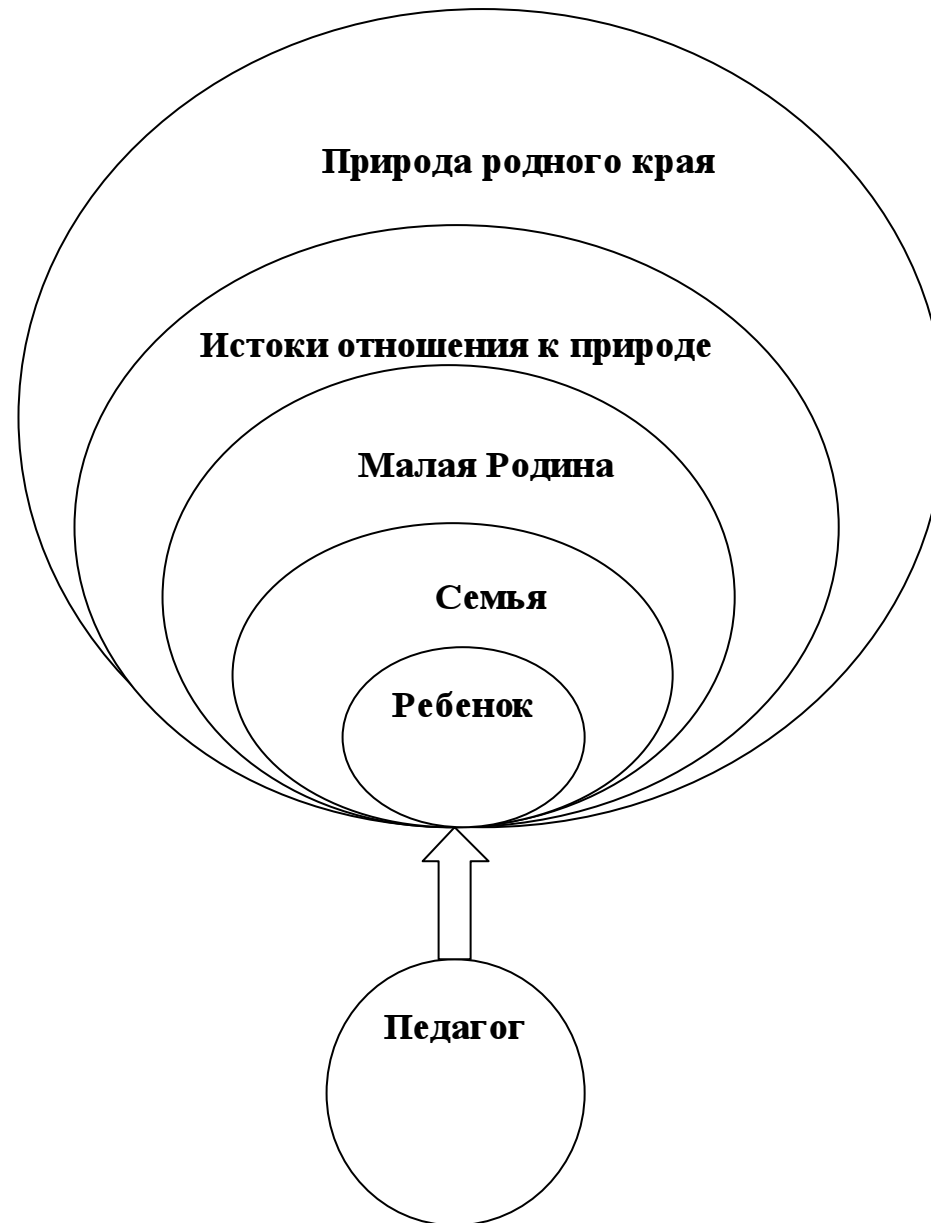 Природа родного края
Истоки отношения к природе
Малая Родина
Семья
Ребенок
Педагог